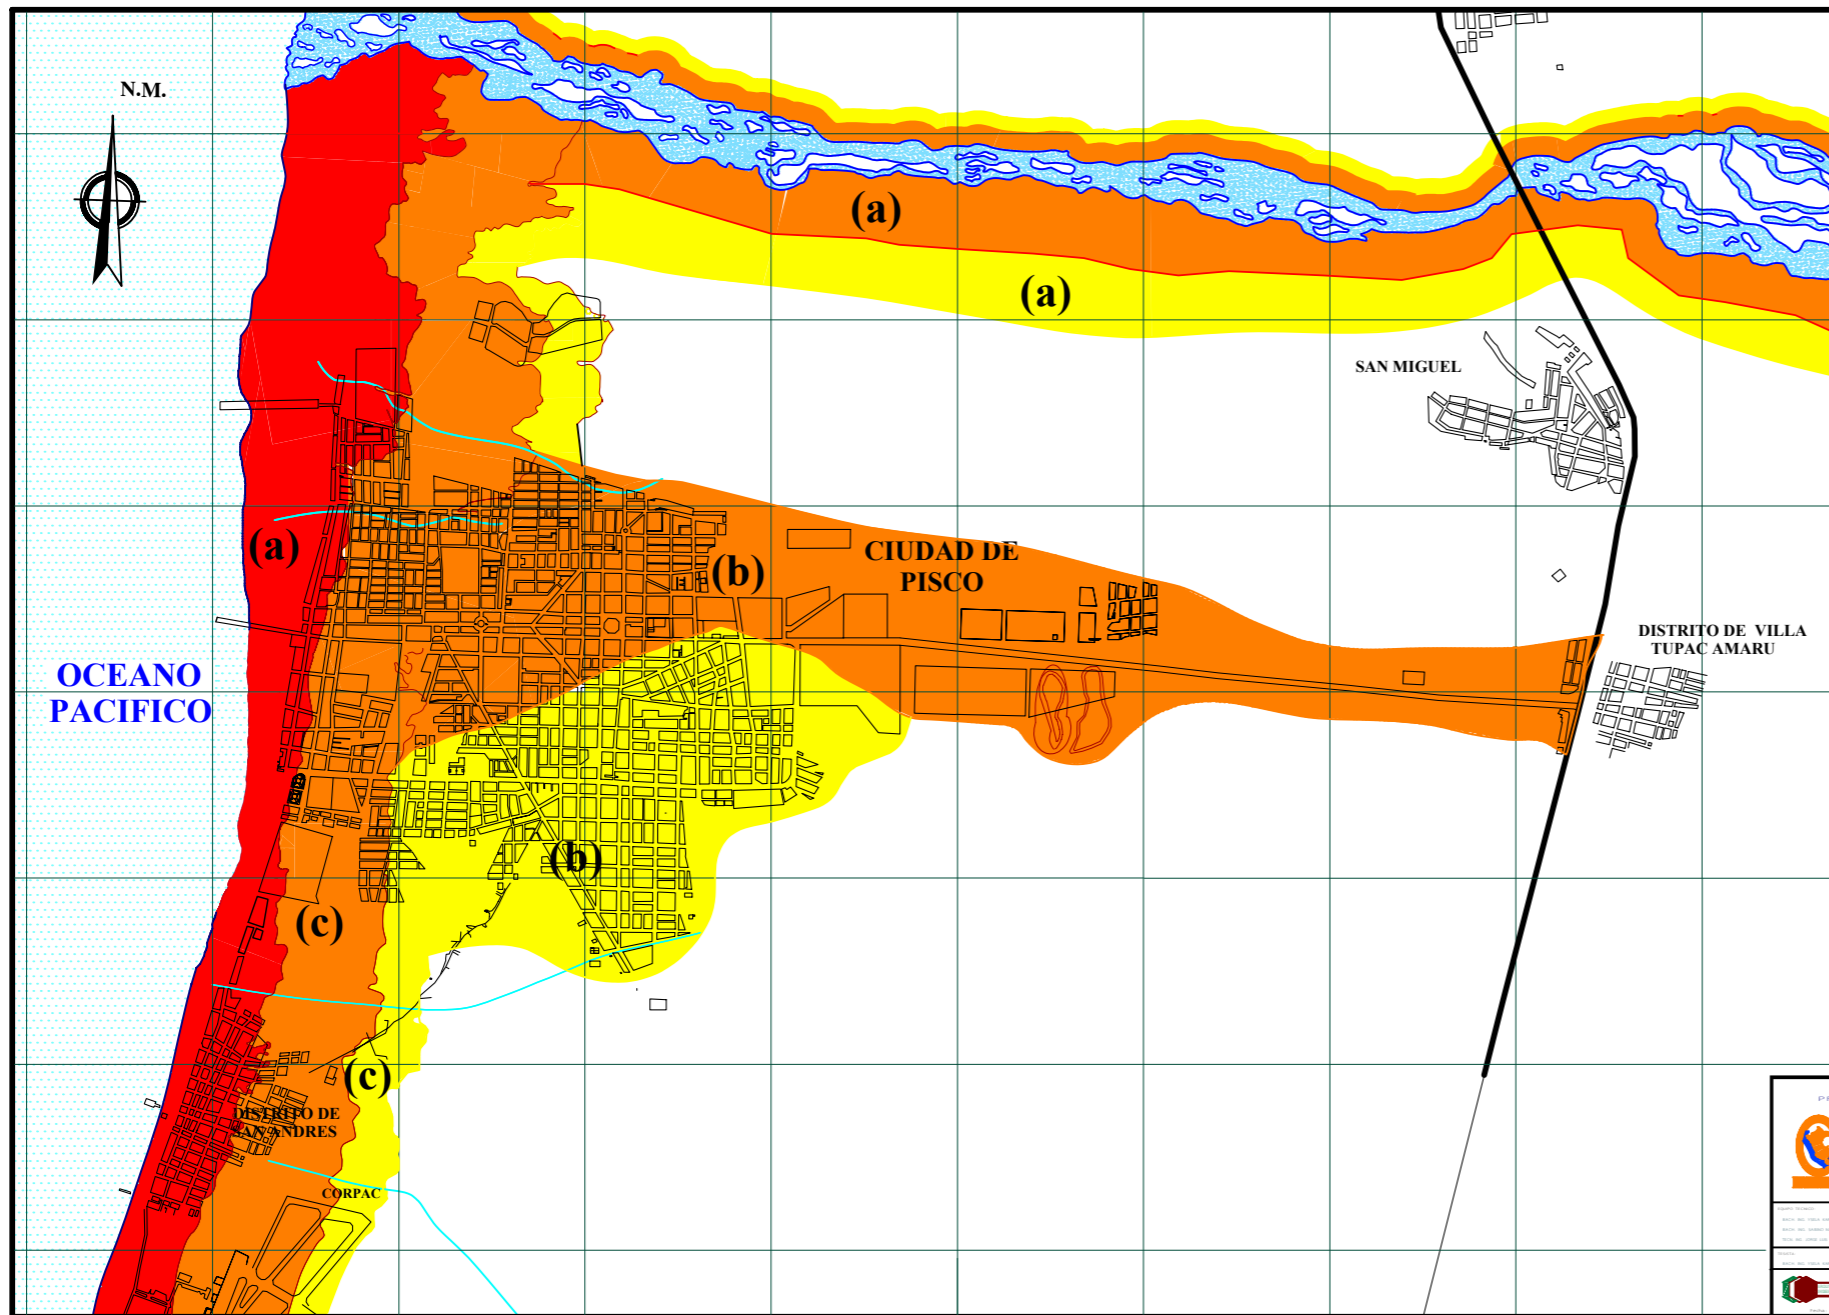 N.M.
(a)
(a)
SAN MIGUEL
(a)
(b)
CIUDAD DE
PISCO
DISTRITO DE VILLA
TUPAC AMARU
OCEANO
PACIFICO
(b)
(c)
(c)
DISTRITO DE
SAN ANDRES
CORPAC